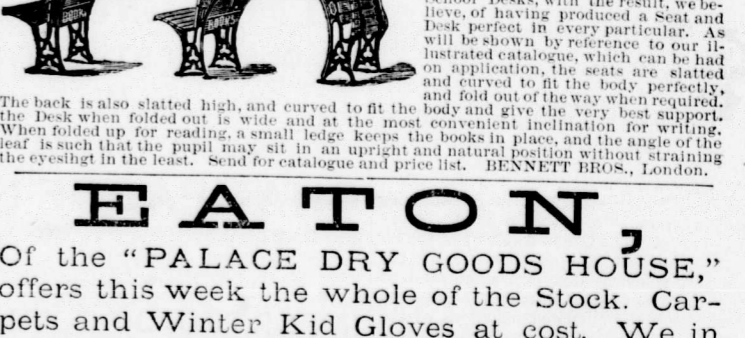 School Desks, with the result, we be-
lieve, of having produced a Seat and
Desk perfect in every particular. As
will be shown by reference to our il-
lustrated catalogue, which can be had
on application, the seats are slatted
and curved to fit the body perfectly,
and fold out of the way when required.
The back is also slatted high, and curved to fit the body and give the very best support.
the Desk when folded out is wide and at the most convenient inclination for writing.
When folded up for reading, a small ledge keeps the books in place, and the angle of the
leaf is such that the pupil may sit in an upright and natural position without straining
the eyesihgt in the least. Send for catalogue and price list. BENNETT BROS., London.
EATON,
Of the “PALACE DRY GOODS HOUSE,”
offers this week the whole of the Stock. Car-
pets and Winter Kid Gloves at cost. We in